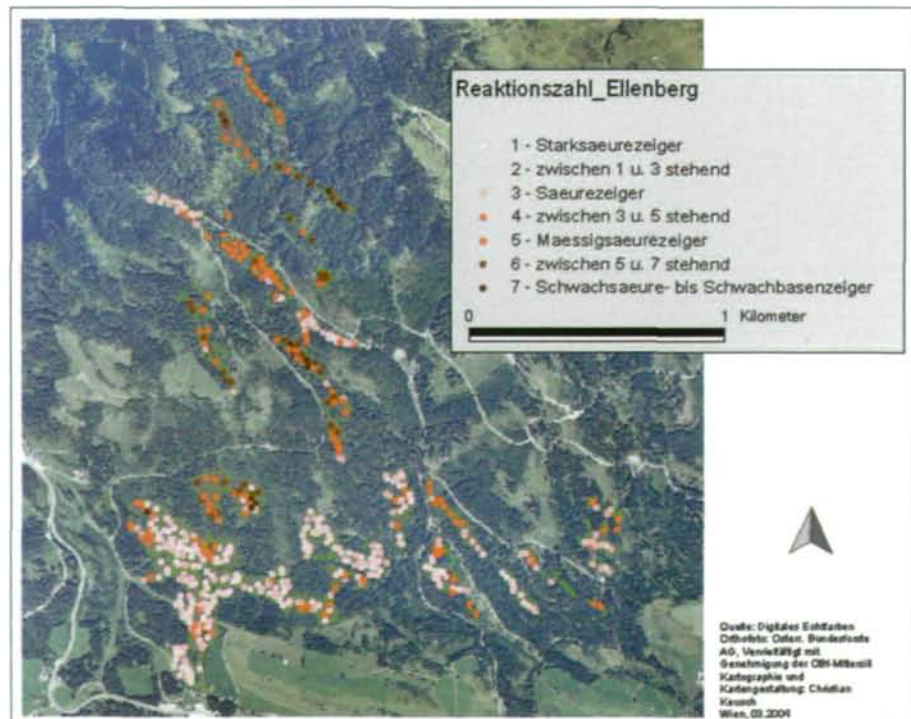 Reaktionszahl_Ellenberg
1 - Starksaeurezeiger
2 - zwischen 1 u. 3 stehend
3 - Saeurezeiger
4 - zwischen 3 u. 5 stehend
5 - Maessigsaeurezeiger
6 - zwischen 5 u. 7 stehend
7 - Schwachsaeure- bis Schwachbasenzeiger
0 1 Kilometer
Quelle: Digitales Echtfarben
Orthofoto: Österr. Bundesforste
AG, Vervielfältigt mit
Genehmigung der ÖBf-Mittersill
Kartographie und
Kartengestaltung: Christian
Wien, 03.2004